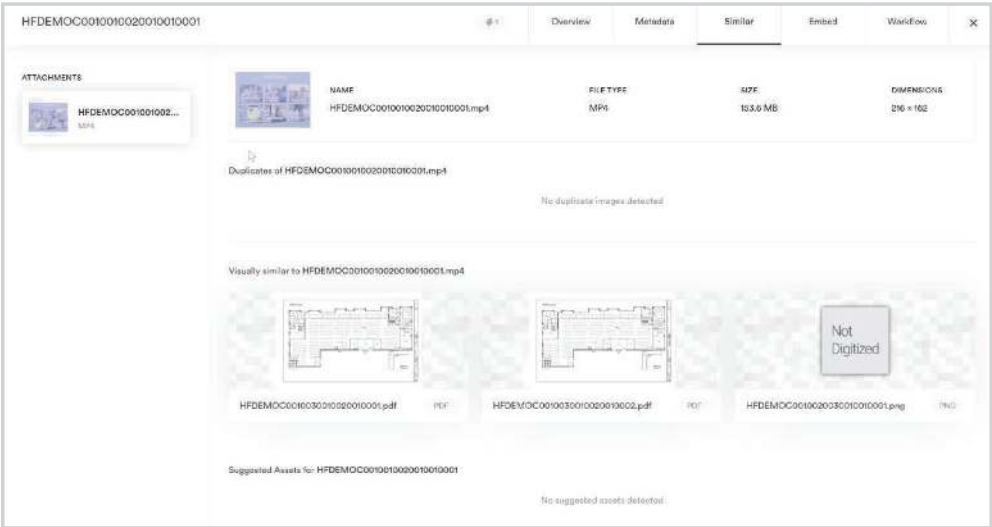 HFDEMOC0010010020010010001
# 1
Overview
Metadata
Similar
Embed
Workflow
×
ATTACHMENTS
HFDEMOC001001002...
MP4
NAME
FILE TYPE
SIZE
DIMENSIONS
HFDEMOC0010010020010010001.mp4
MP4
153.6 MB
216 × 162
Duplicates of HFDEMOC0010010020010010001.mp4
No duplicate images detected
Visually similar to HFDEMOC0010010020010010001.mp4
Not
Digitized
HFDEMOC0010030010020010001.pdf
PDF
HFDEMOC0010030010020010002.pdf
PDF
HFDEMOC0010020030010010001.png
PNG
Suggested Assets for HFDEMOC0010010020010010001
No suggested assets detected